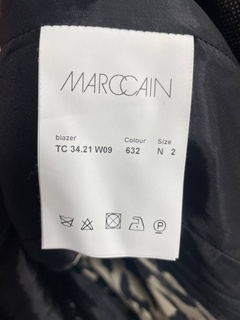 MARCCAIN
blazer Colour Size
TC 34.21 W09 632 N 2
P